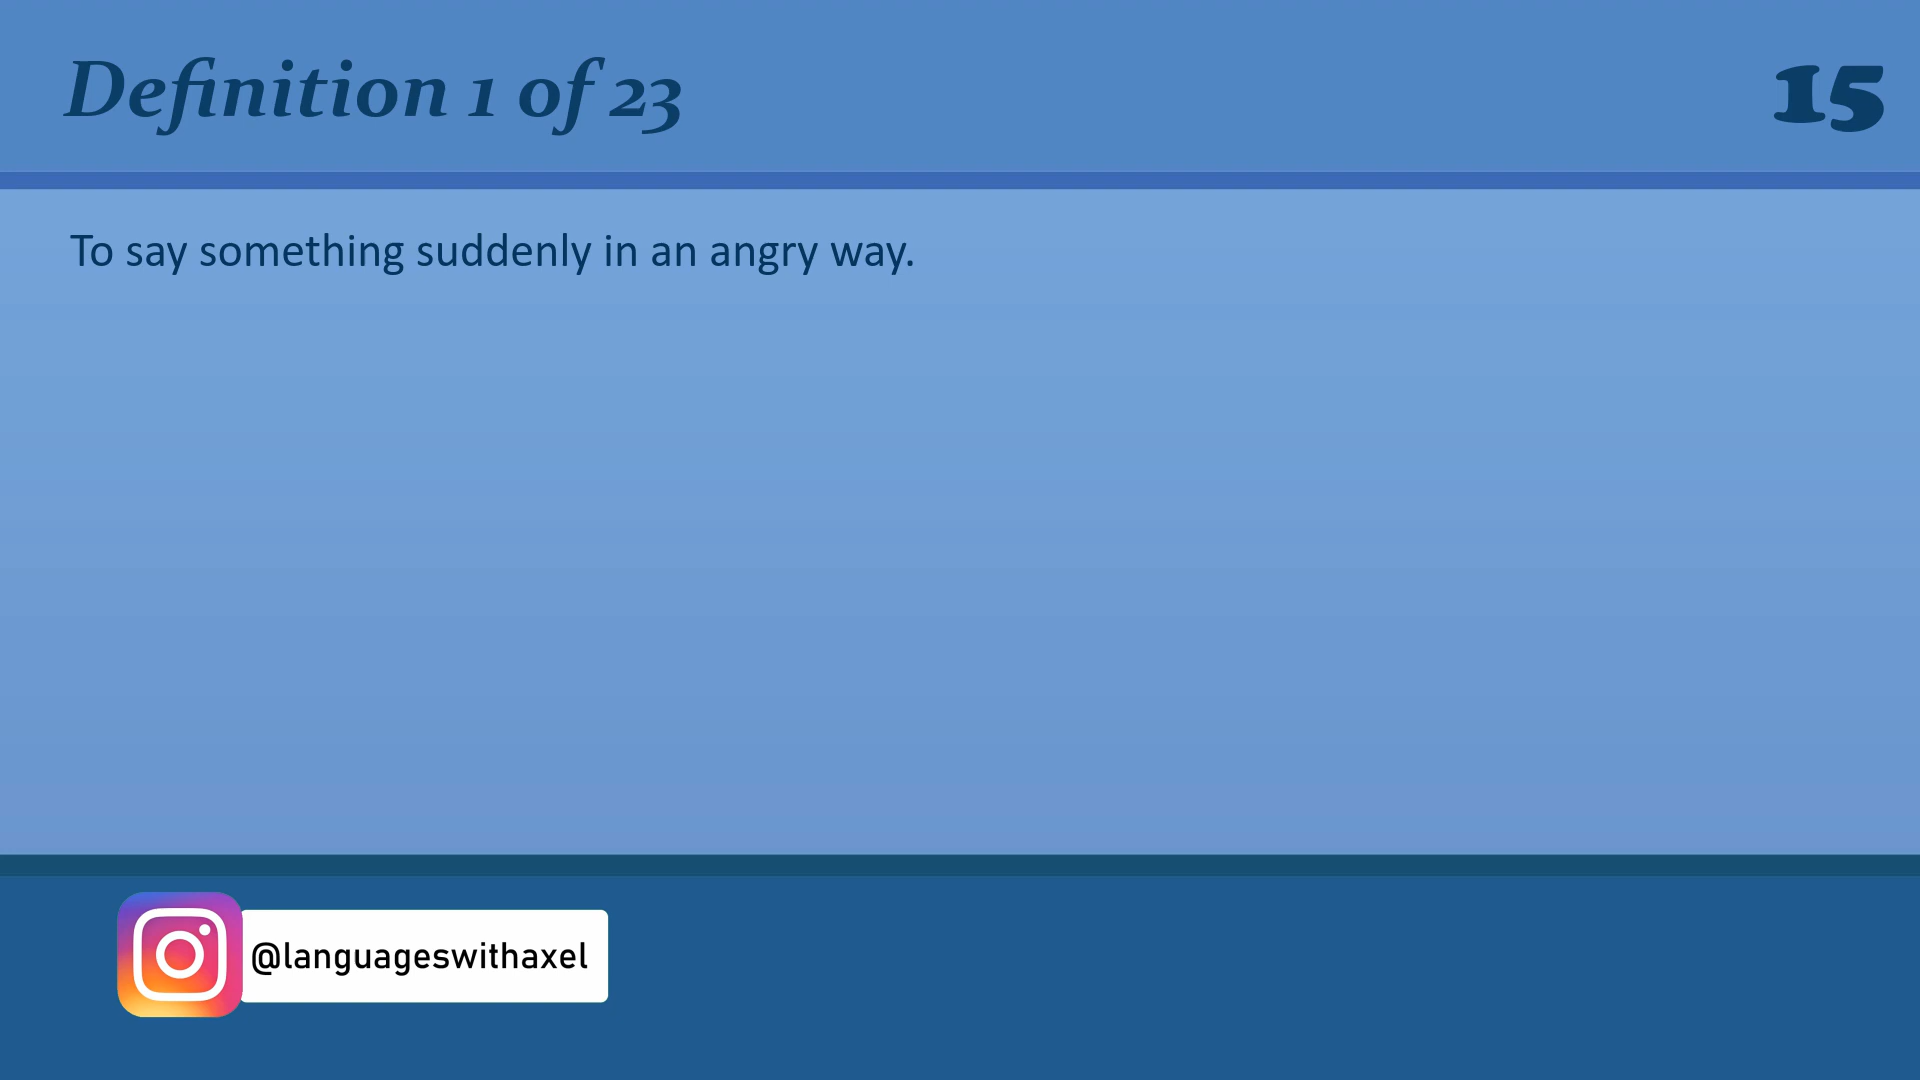 Definition 1 of 23
15
To say something suddenly in an angry way.
@languageswithaxel